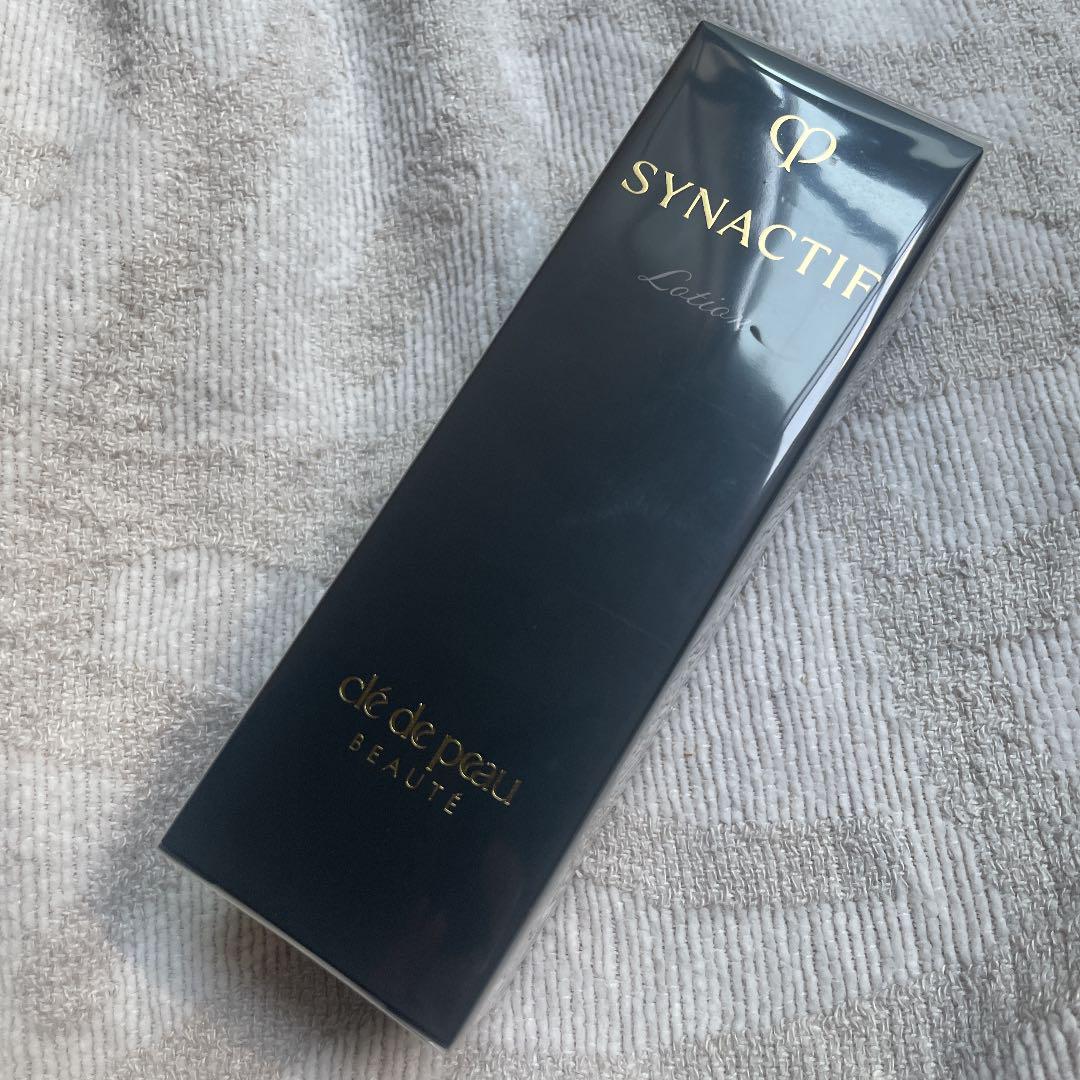 SYNACTIF
Lotion
clé de peau
BEAUTÉ